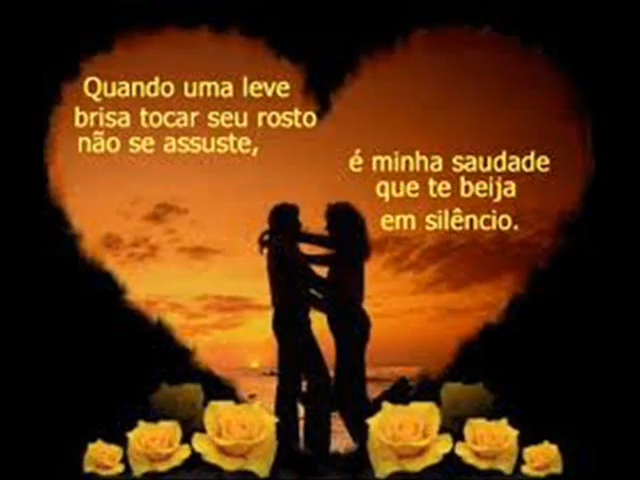 Quando uma leve
brisa tocar seu rosto
não se assuste,
é minha saudade
que te beija
em silêncio.